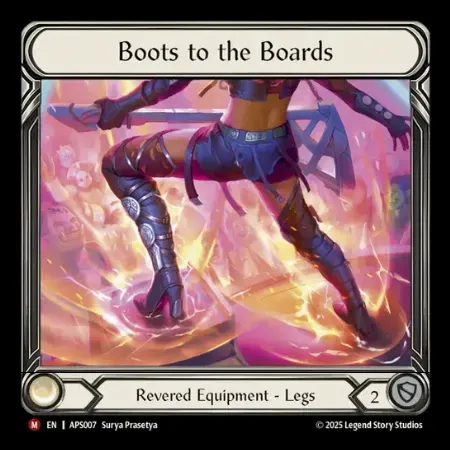 Boots to the Boards
Revered Equipment - Legs
2
M EN | APS007 Surya Prasetya
© 2025 Legend Story Studios